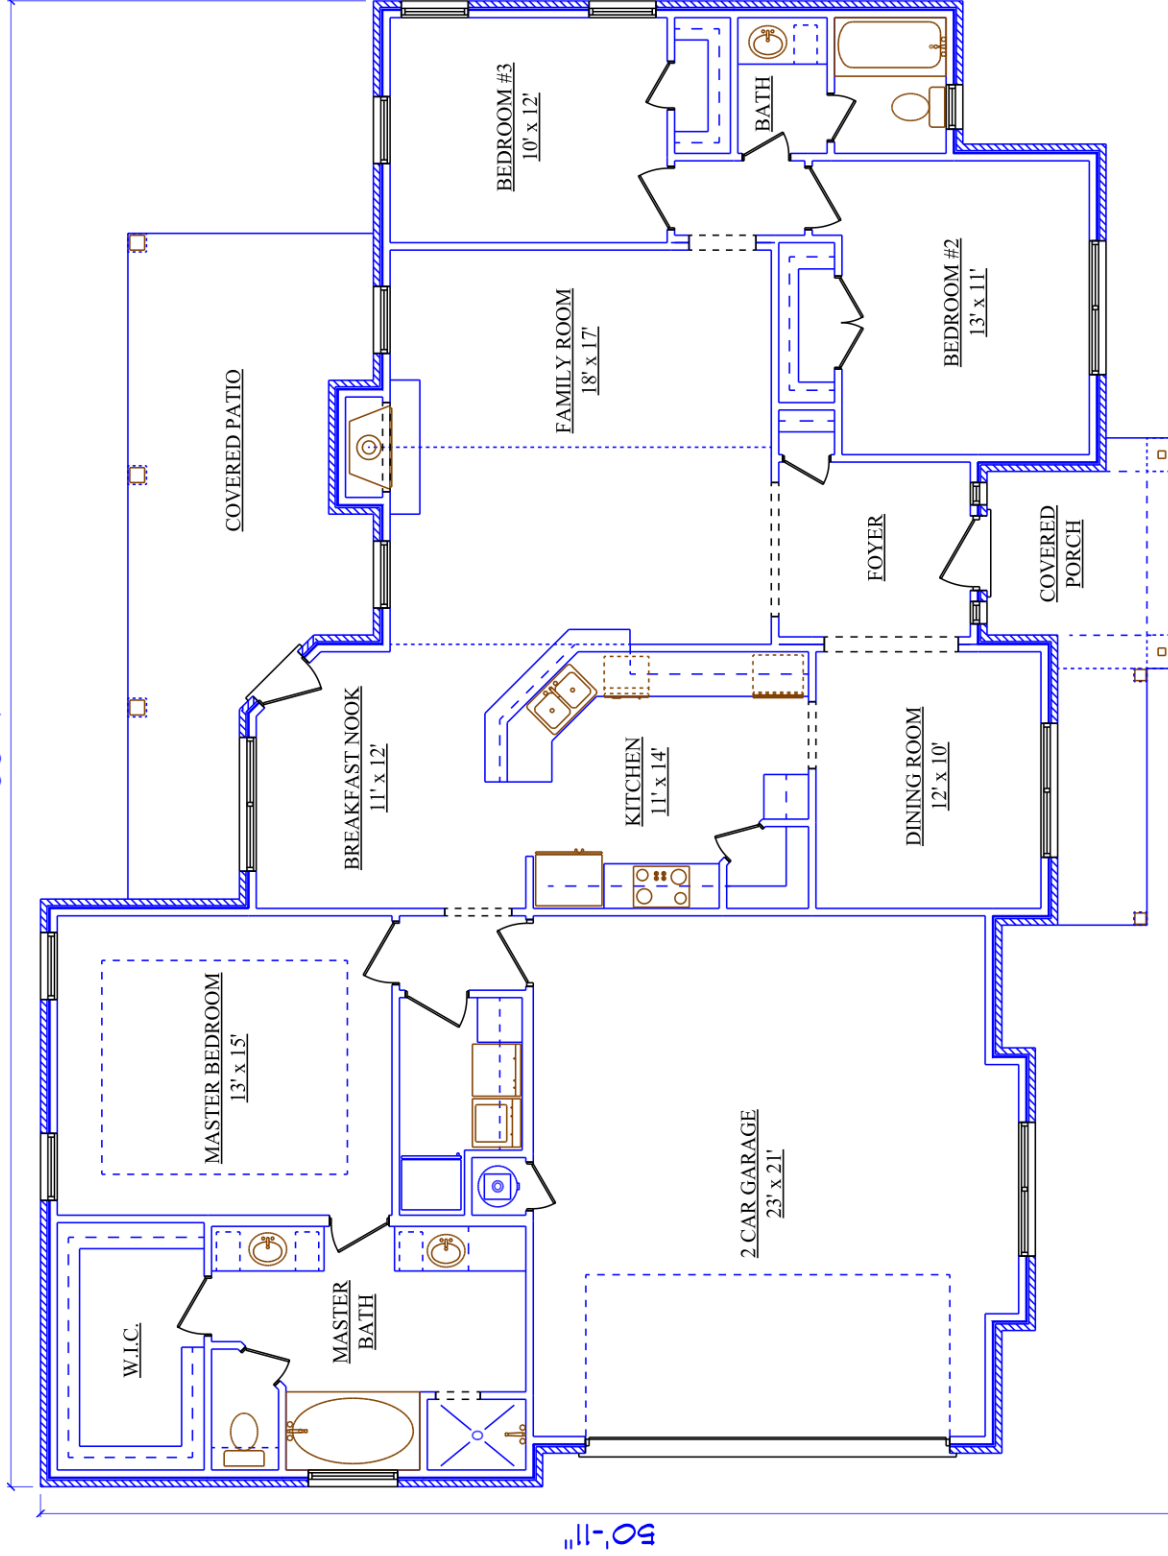 COVERED PATIO
BEDROOM #3
10' x 12'
BATH
FAMILY ROOM
18' x 17'
BEDROOM #2
13' x 11'
FOYER
COVERED
PORCH
BREAKFAST NOOK
11' x 12'
KITCHEN
11' x 14'
DINING ROOM
12' x 10'
MASTER BEDROOM
13' x 15'
2 CAR GARAGE
23' x 21'
W.I.C.
MASTER
BATH
50'-11"